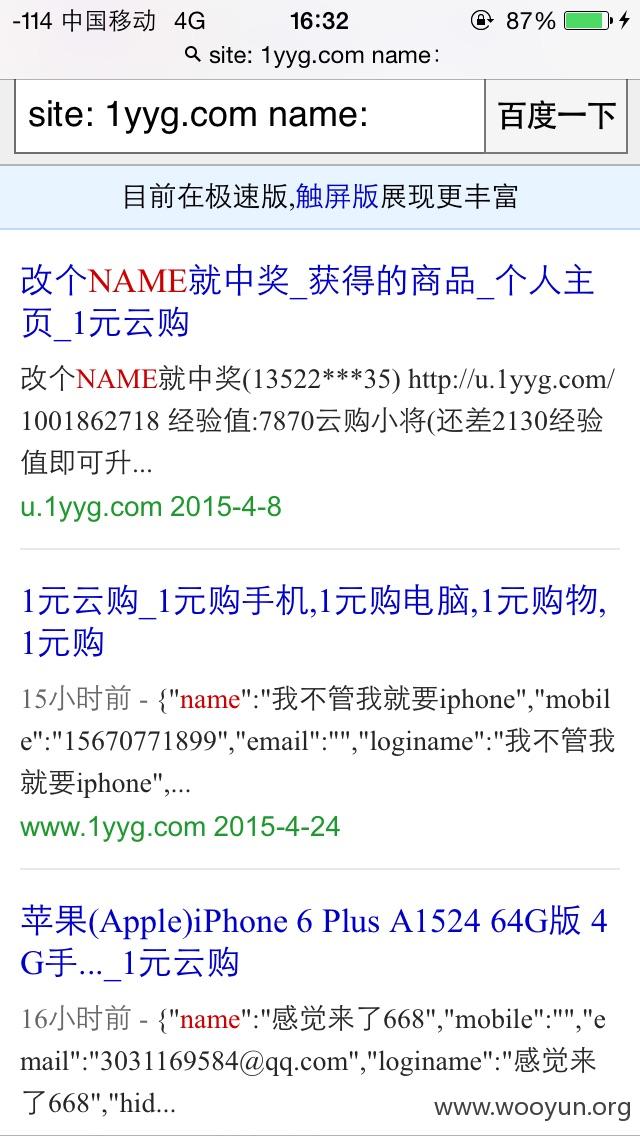 -114 中国移动 4G 16:32 87%
site: 1yyg.com name:
site: 1yyg.com name: 百度一下
目前在极速版,触屏版展现更丰富
改个NAME就中奖_获得的商品_个人主
页_1元云购
改个NAME就中奖(13522***35) http://u.1yyg.com/
1001862718 经验值:7870云购小将(还差2130经验
值即可升...
u.1yyg.com 2015-4-8
1元云购_1元购手机,1元购电脑,1元购物,
1元购
15小时前 - {"name":"我不管我就要iphone","mobil
e":"15670771899","email":"","loginame":"我不管我
就要iphone",...
www.1yyg.com 2015-4-24
苹果(Apple)iPhone 6 Plus A1524 64G版 4
G手..._1元云购
16小时前 - {"name":"感觉来了668","mobile":"","e
mail":"3031169584@qq.com","loginame":"感觉来
了668","hid...
www.wooyun.org